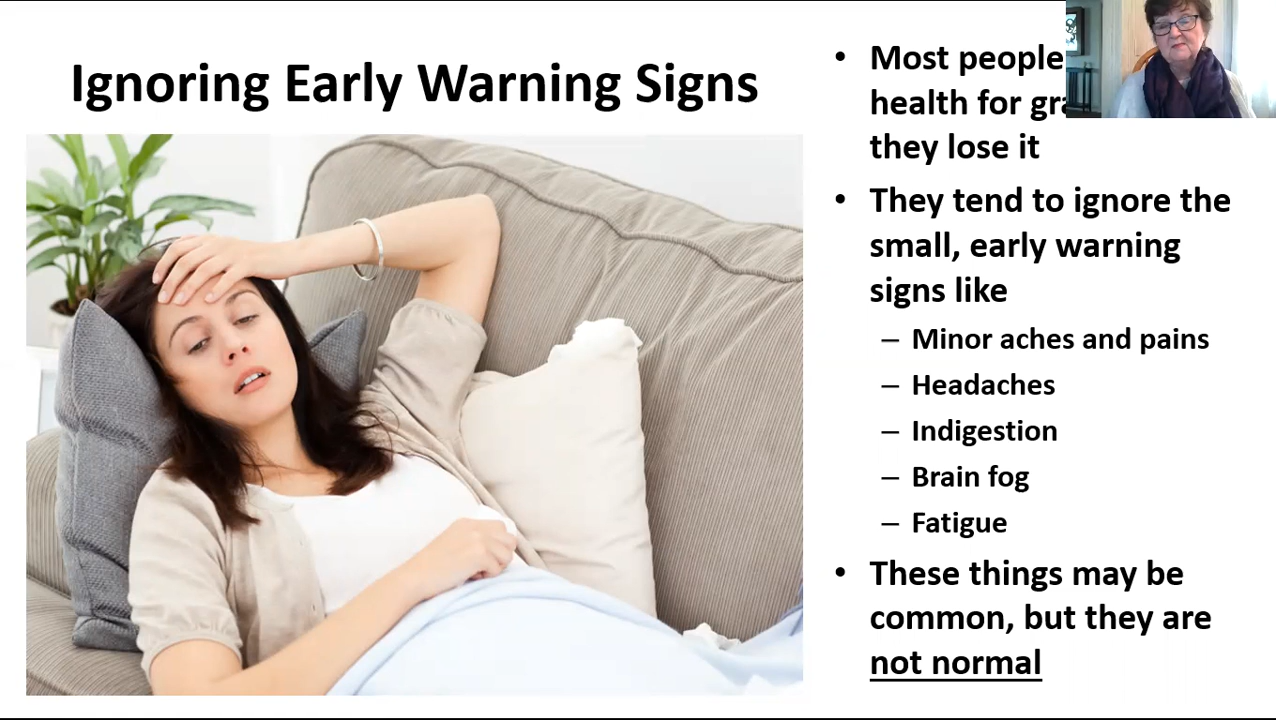 Ignoring Early Warning Signs
• Most people
health for
they lose it
• They tend to ignore the
small, early warning
signs like
– Minor aches and pains
– Headaches
– Indigestion
– Brain fog
– Fatigue
• These things may be
common, but they are
not normal